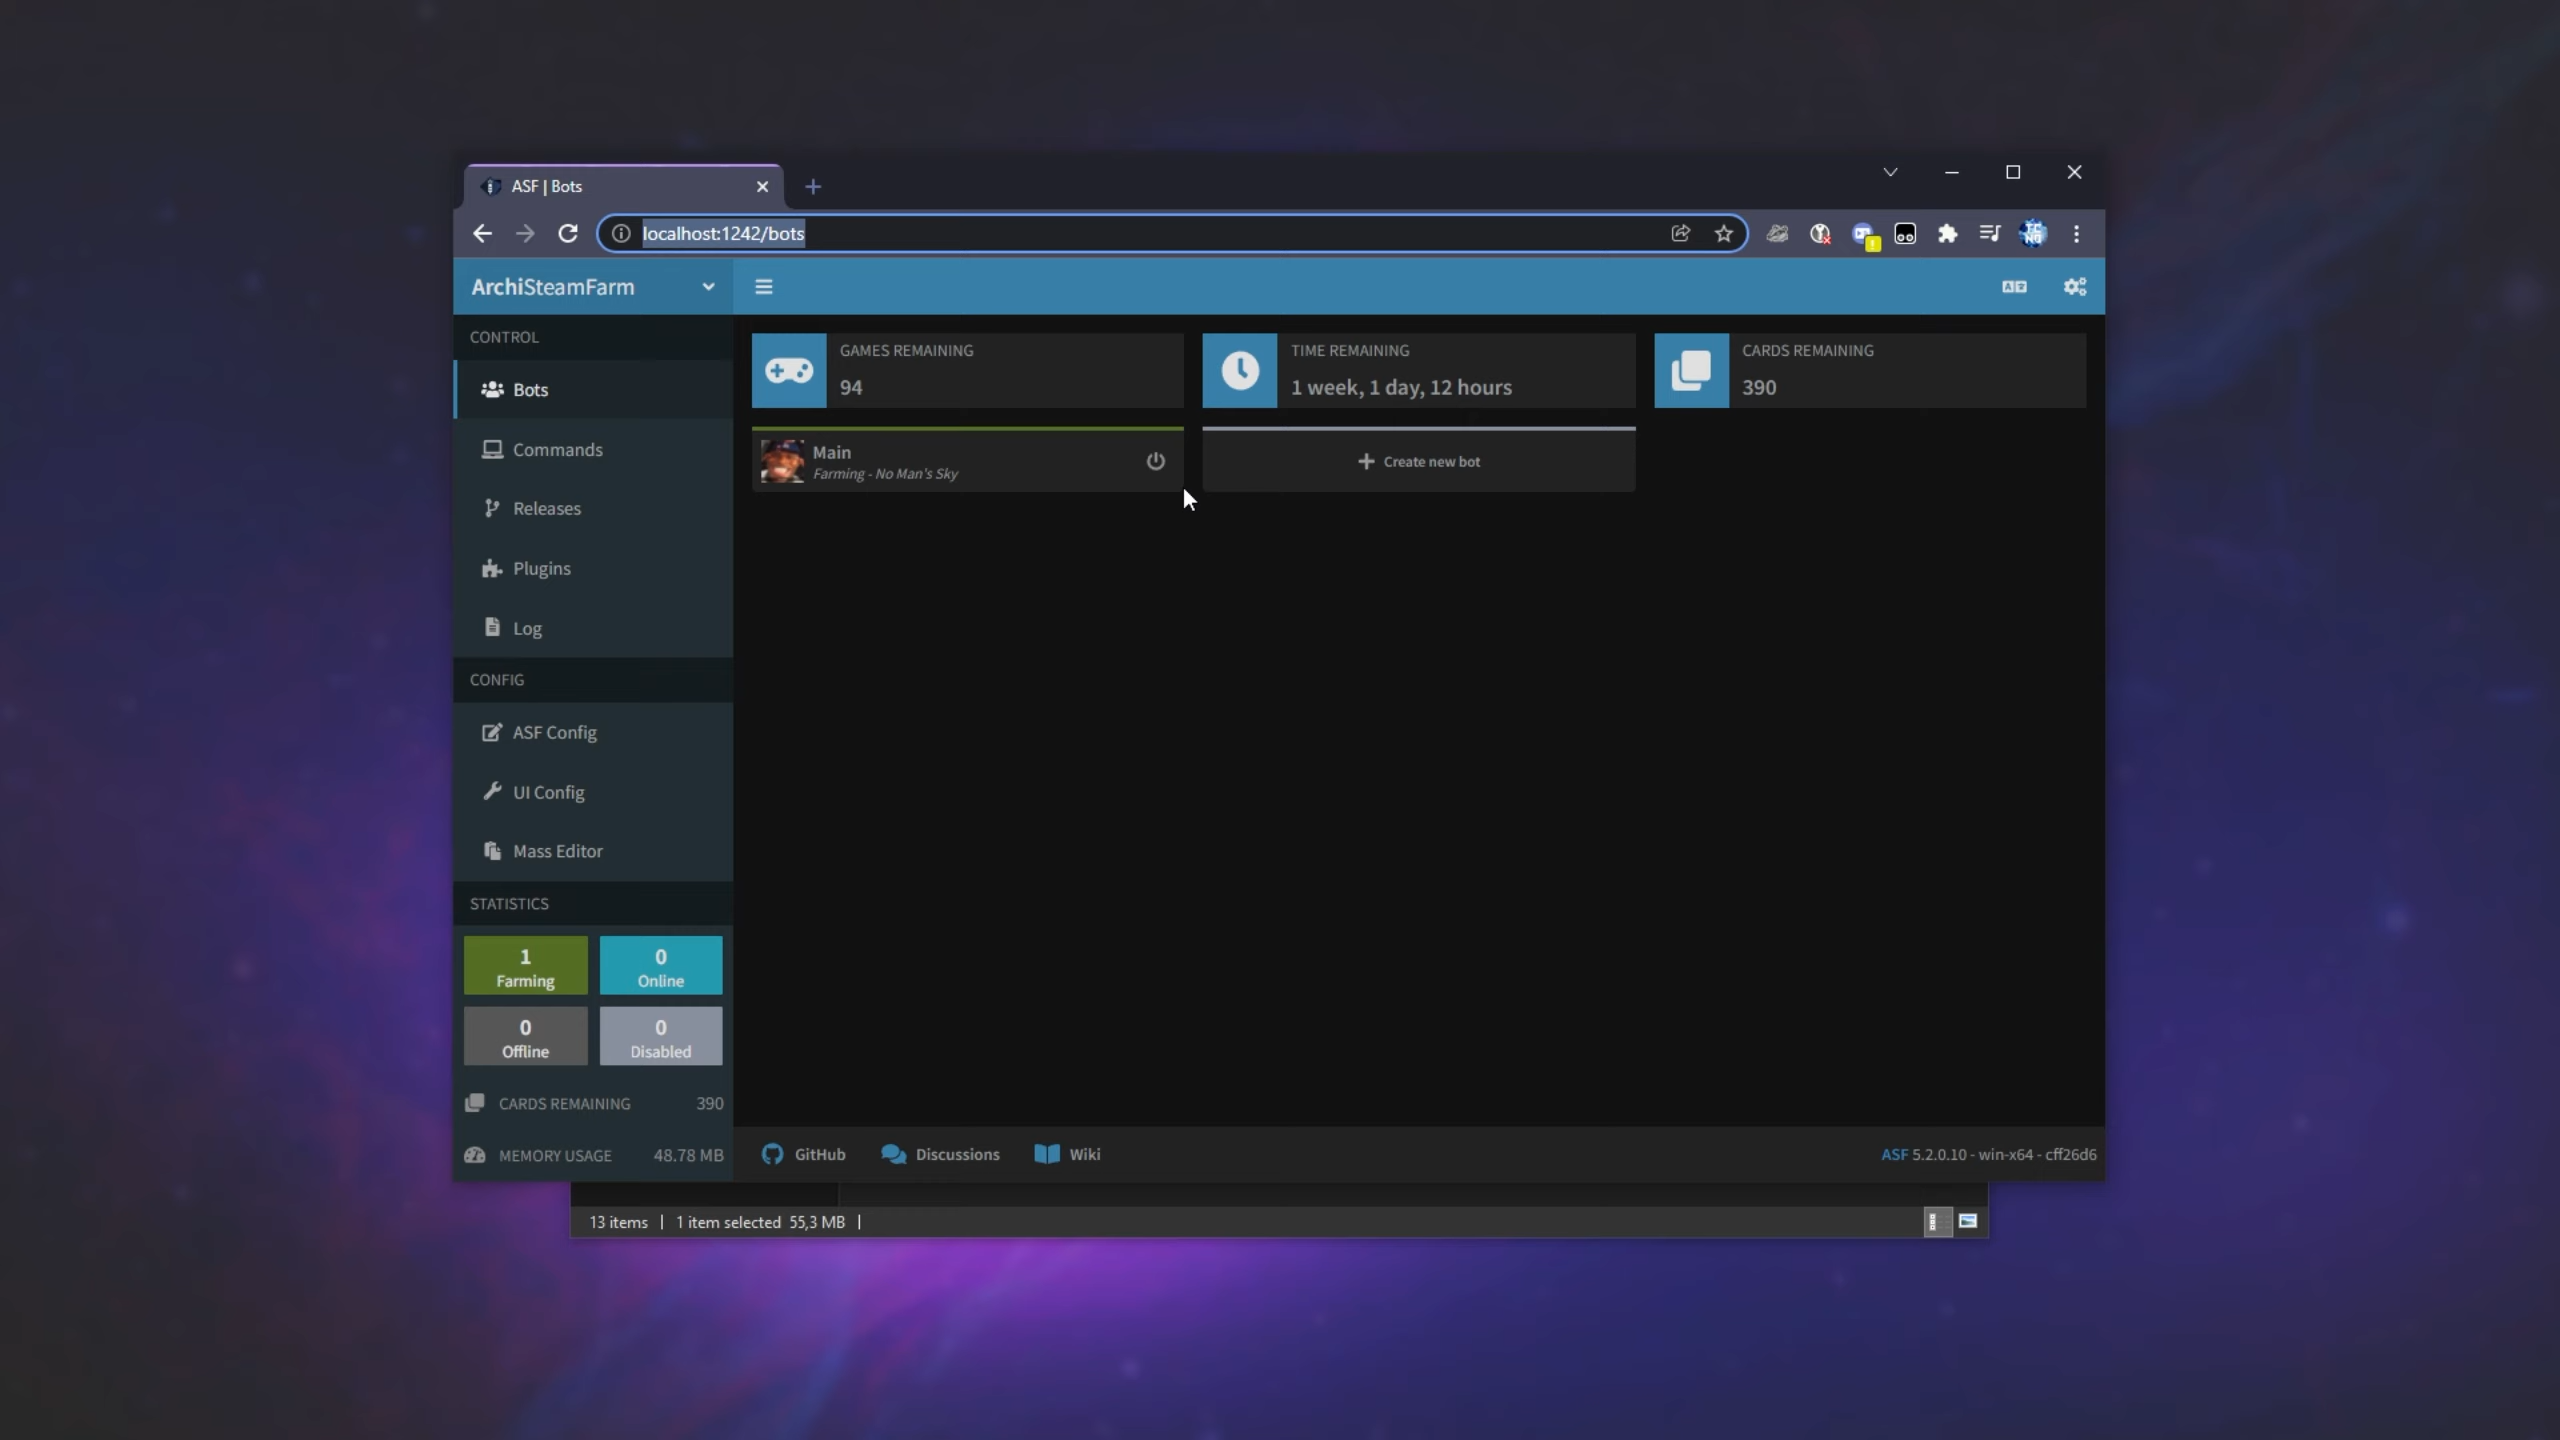 ASF | Bots
localhost:1242/bots
ArchiSteamFarm
CONTROL
Bots
Commands
Releases
Plugins
Log
CONFIG
ASF Config
UI Config
Mass Editor
STATISTICS
1
Farming
0
Online
0
Offline
0
Disabled
CARDS REMAINING 390
MEMORY USAGE 48.78 MB
GAMES REMAINING
94
TIME REMAINING
1 week, 1 day, 12 hours
CARDS REMAINING
390
Main
Farming - No Man's Sky
Create new bot
GitHub Discussions Wiki
ASF 5.2.0.10 - win-x64 - cff26d6
13 items | 1 item selected 55,3 MB |